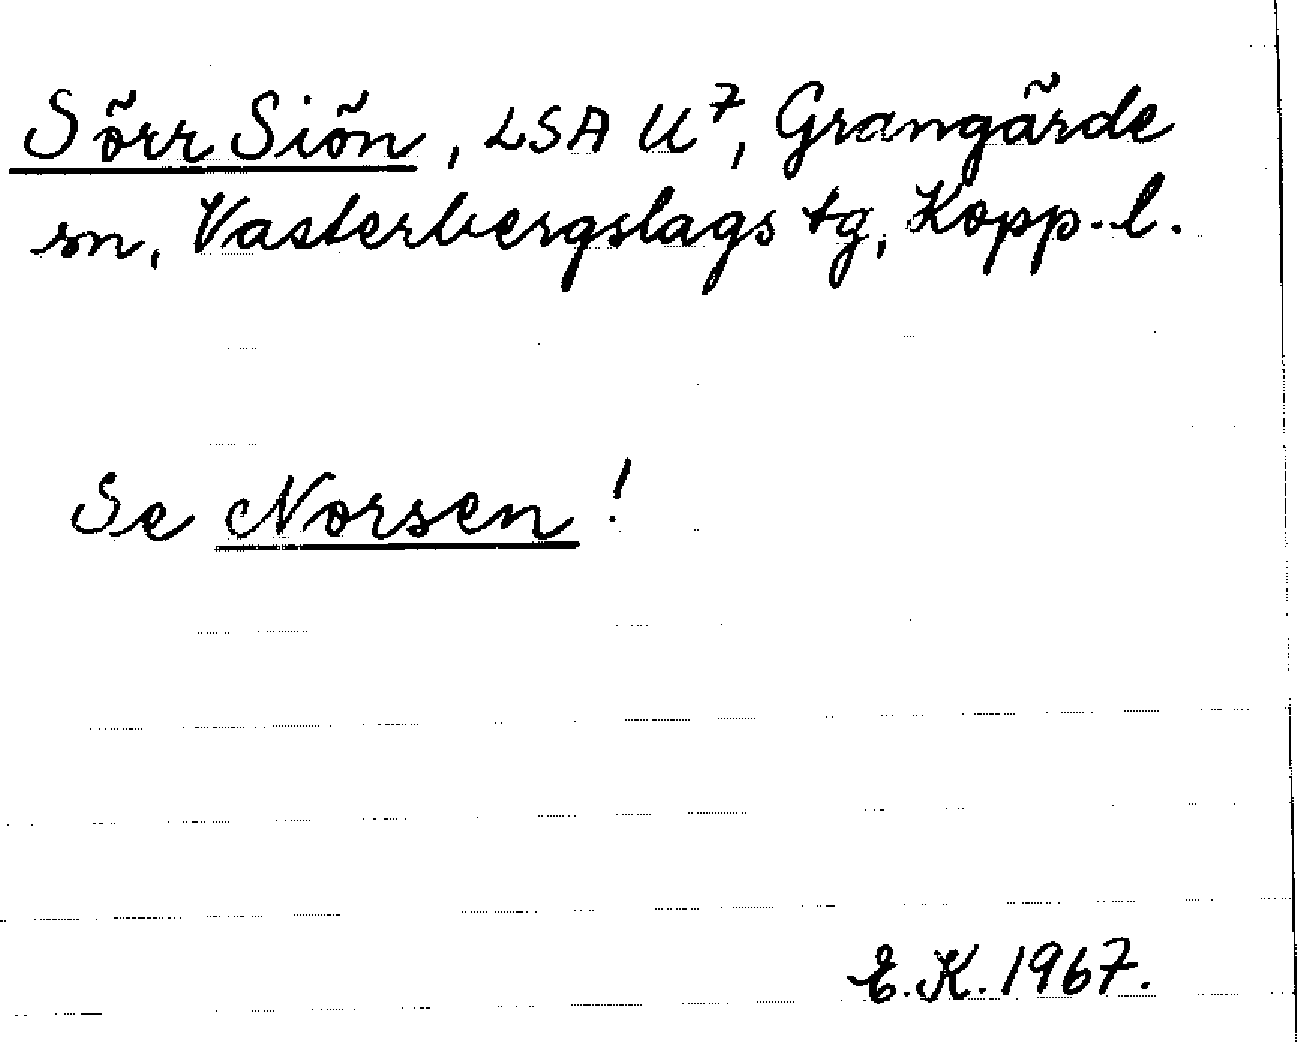 Sörr Siön, LSA U⁷, Grangärde
sn, Vasterbergslags tg, Kopp. l.
Se Norsen!
E.K. 1967.